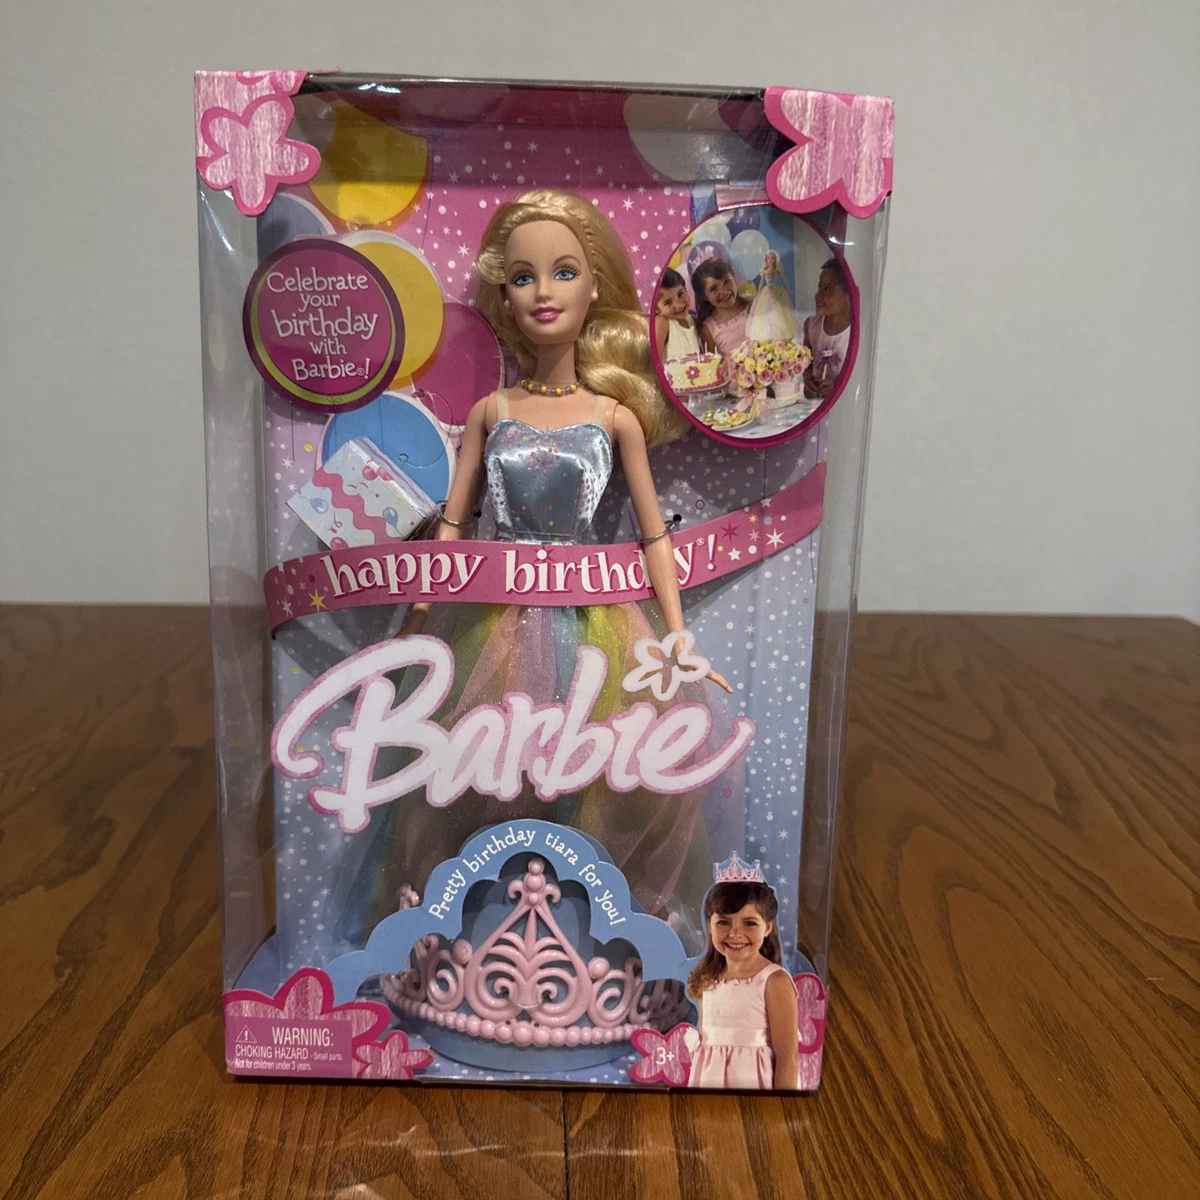 Celebrate
your
birthday
with
Barbie®!
happy birthday®!
Barbie
Pretty birthday tiara for you!
WARNING:
CHOKING HAZARD - Small parts.
Not for children under 3 years.
3+